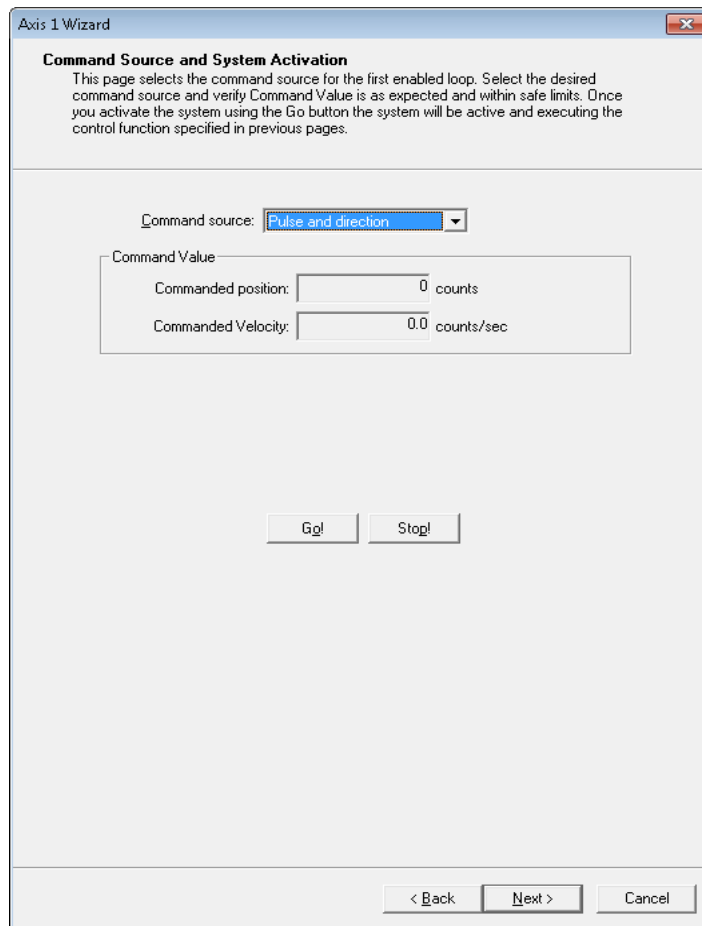 Axis 1 Wizard
Command Source and System Activation
This page selects the command source for the first enabled loop. Select the desired
command source and verify Command Value is as expected and within safe limits. Once
you activate the system using the Go button the system will be active and executing the
control function specified in previous pages.
Command source: Pulse and direction
Command Value
Commanded position: 0 counts
Commanded Velocity: 0.0 counts/sec
Go! Stop!
< Back Next > Cancel